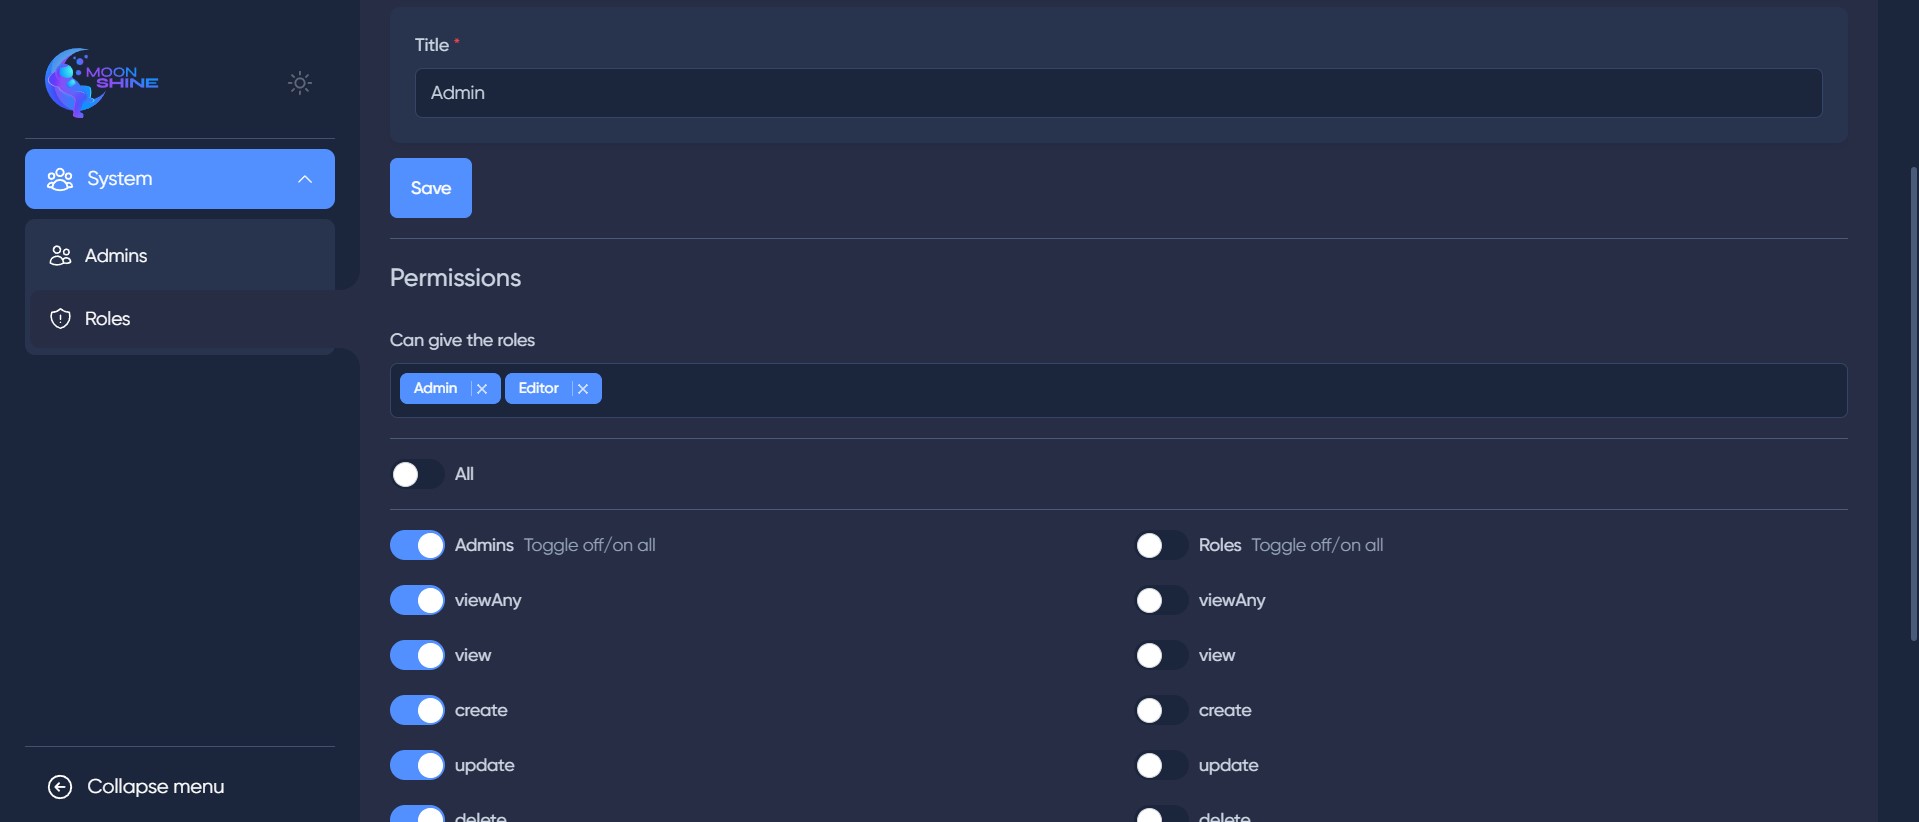 MOON
SHINE
System
Admins
Roles
Collapse menu
Title *
Admin
Save
Permissions
Can give the roles
Admin Editor
All
Admins Toggle off/on all Roles Toggle off/on all
viewAny viewAny
view view
create create
update update
delete delete